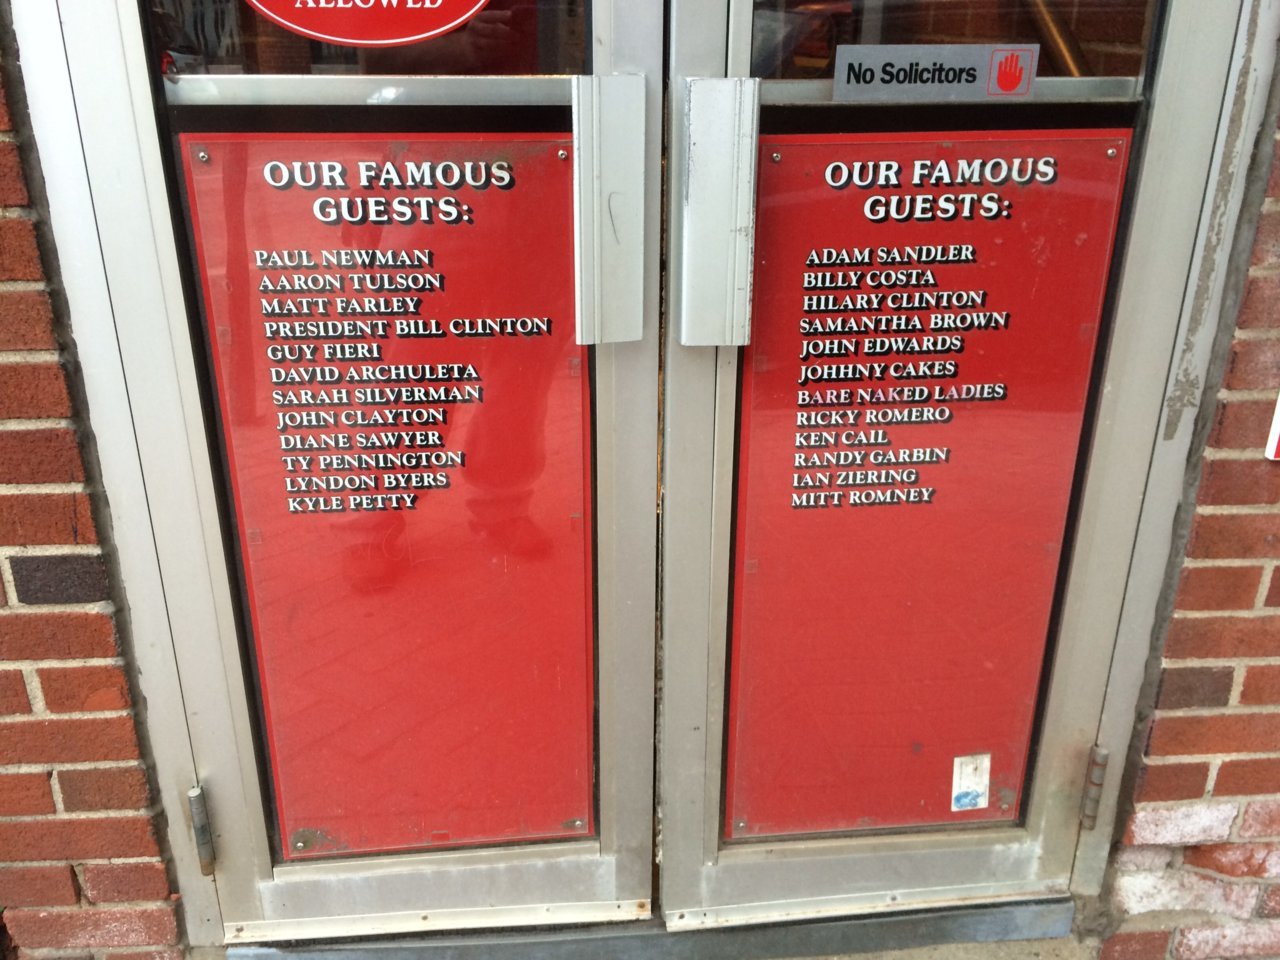 ALLOWED
No Solicitors
OUR FAMOUS
GUESTS:
PAUL NEWMAN
AARON TULSON
MATT FARLEY
PRESIDENT BILL CLINTON
GUY FIERI
DAVID ARCHULETA
SARAH SILVERMAN
JOHN CLAYTON
DIANE SAWYER
TY PENNINGTON
LYNDON BYERS
KYLE PETTY
OUR FAMOUS
GUESTS:
ADAM SANDLER
BILLY COSTA
HILARY CLINTON
SAMANTHA BROWN
JOHN EDWARDS
JOHHNY CAKES
BARE NAKED LADIES
RICKY ROMERO
KEN CAIL
RANDY GARBIN
IAN ZIERING
MITT ROMNEY